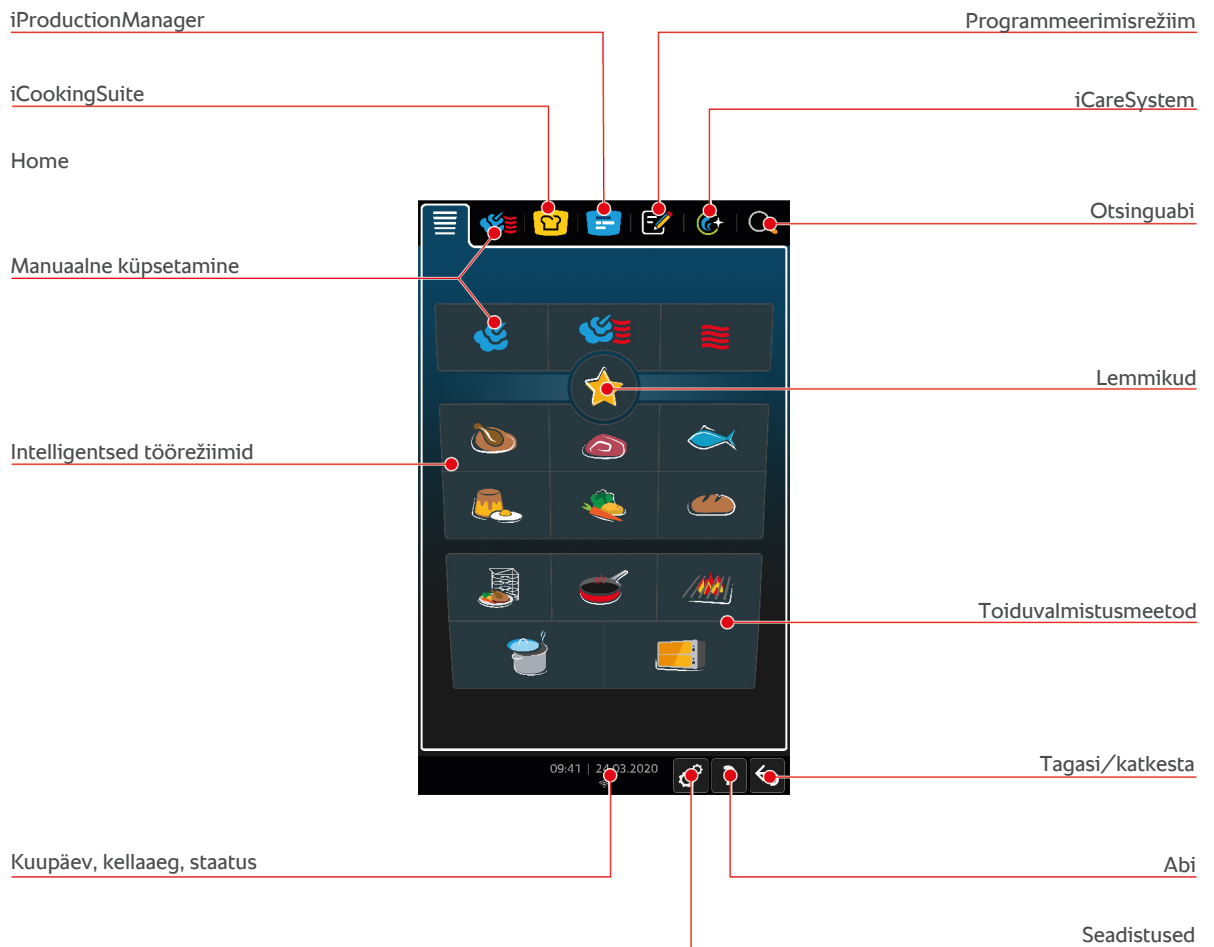 iProductionManager
Programmeerimisrežiim
iCookingSuite
iCareSystem
Home
Otsinguabi
Manuaalne küpsetamine
Lemmikud
Intelligentsed töörežiimid
Toiduvalmistusmeetod
09:41 | 24.03.2020
Tagasi/katkesta
Kuupäev, kellaaeg, staatus
Abi
Seadistused